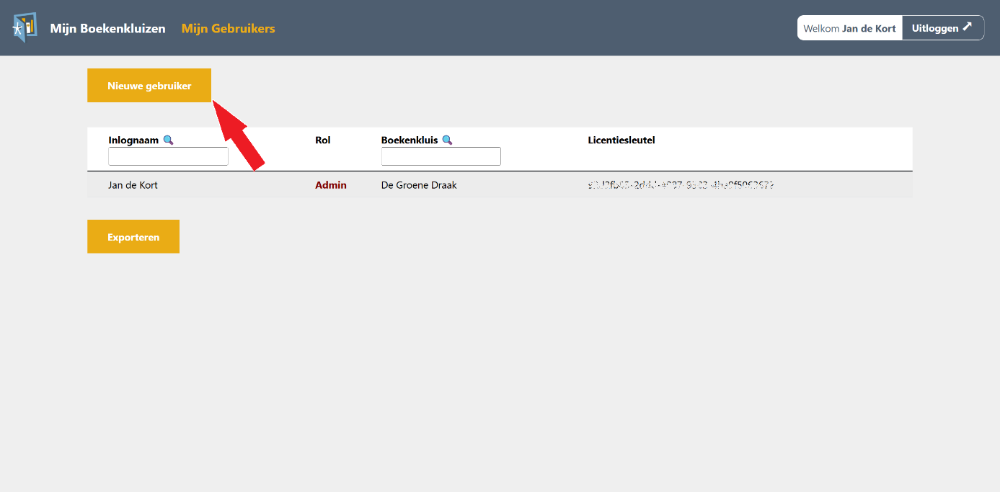 Mijn Boekenkluizen Mijn Gebruikers Welkom Jan de Kort Uitloggen
Nieuwe gebruiker
Inlognaam Rol Boekenkluis Licentiesleutel
Jan de Kort Admin De Groene Draak
Exporteren